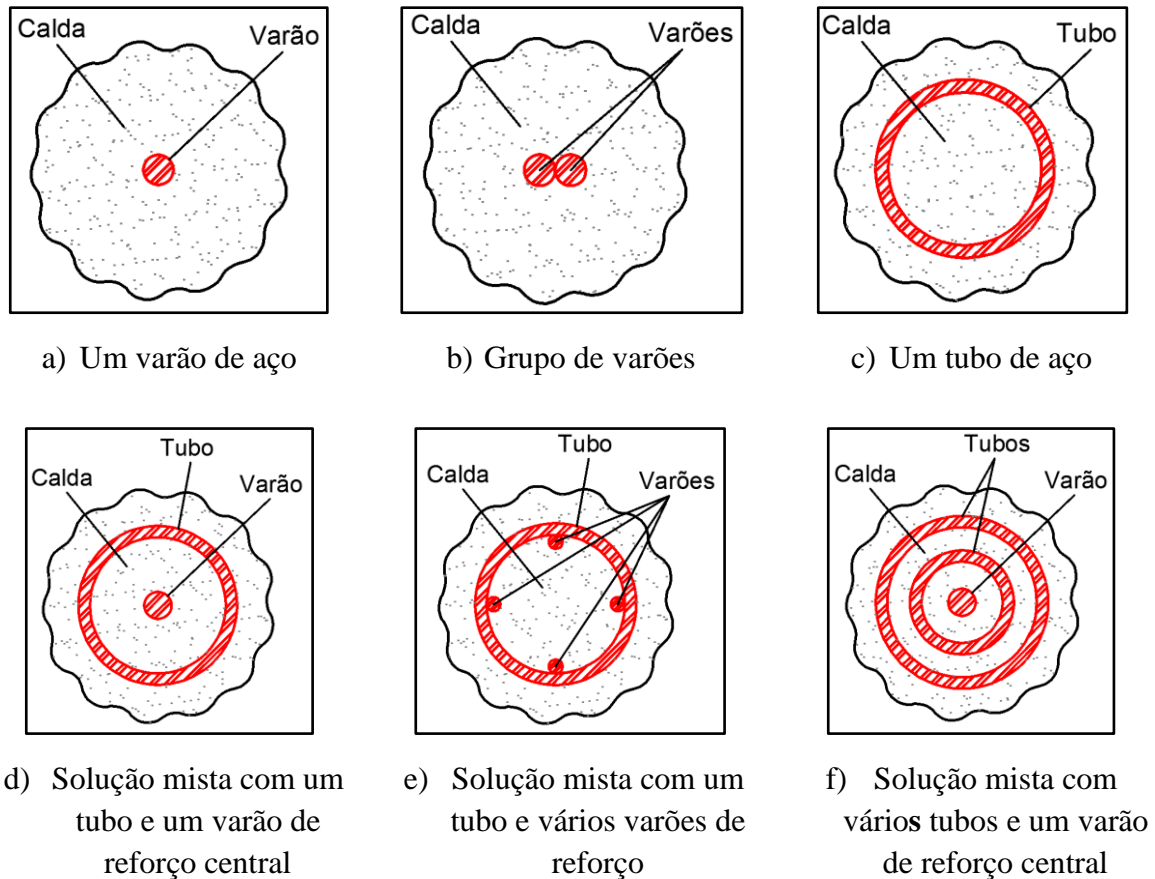 Calda Varão
Calda Varões
Calda Tubo
a) Um varão de aço
b) Grupo de varões
c) Um tubo de aço
Tubo
Calda Varão
Tubo
Calda Varões
Tubos
Calda Varão
d) Solução mista com um
tubo e um varão de
reforço central
e) Solução mista com um
tubo e vários varões de
reforço
f) Solução mista com
vários tubos e um varão
de reforço central